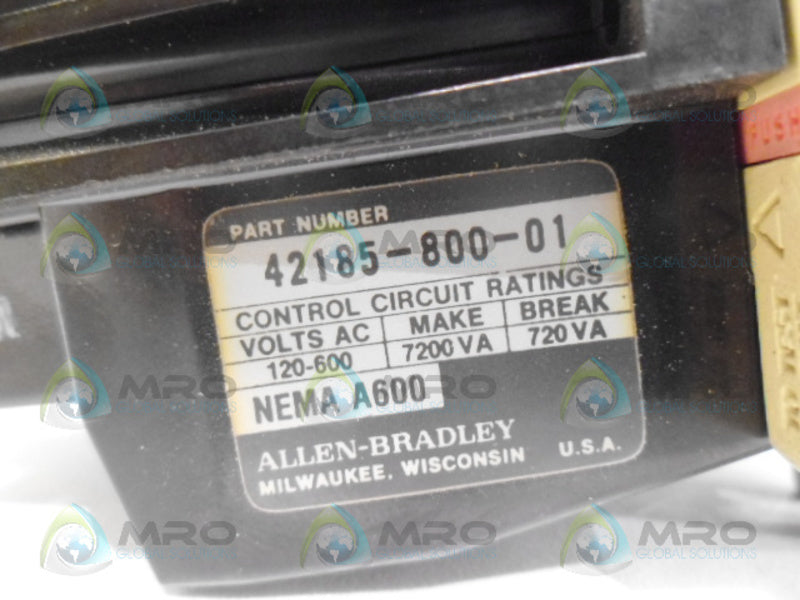 PART NUMBER
42185-800-01
CONTROL CIRCUIT RATINGS
VOLTS AC MAKE BREAK
120-600 7200 VA 720 VA
NEMA A600
ALLEN-BRADLEY
MILWAUKEE, WISCONSIN U.S.A.
PUSH
MRO
GLOBAL SOLUTIONS